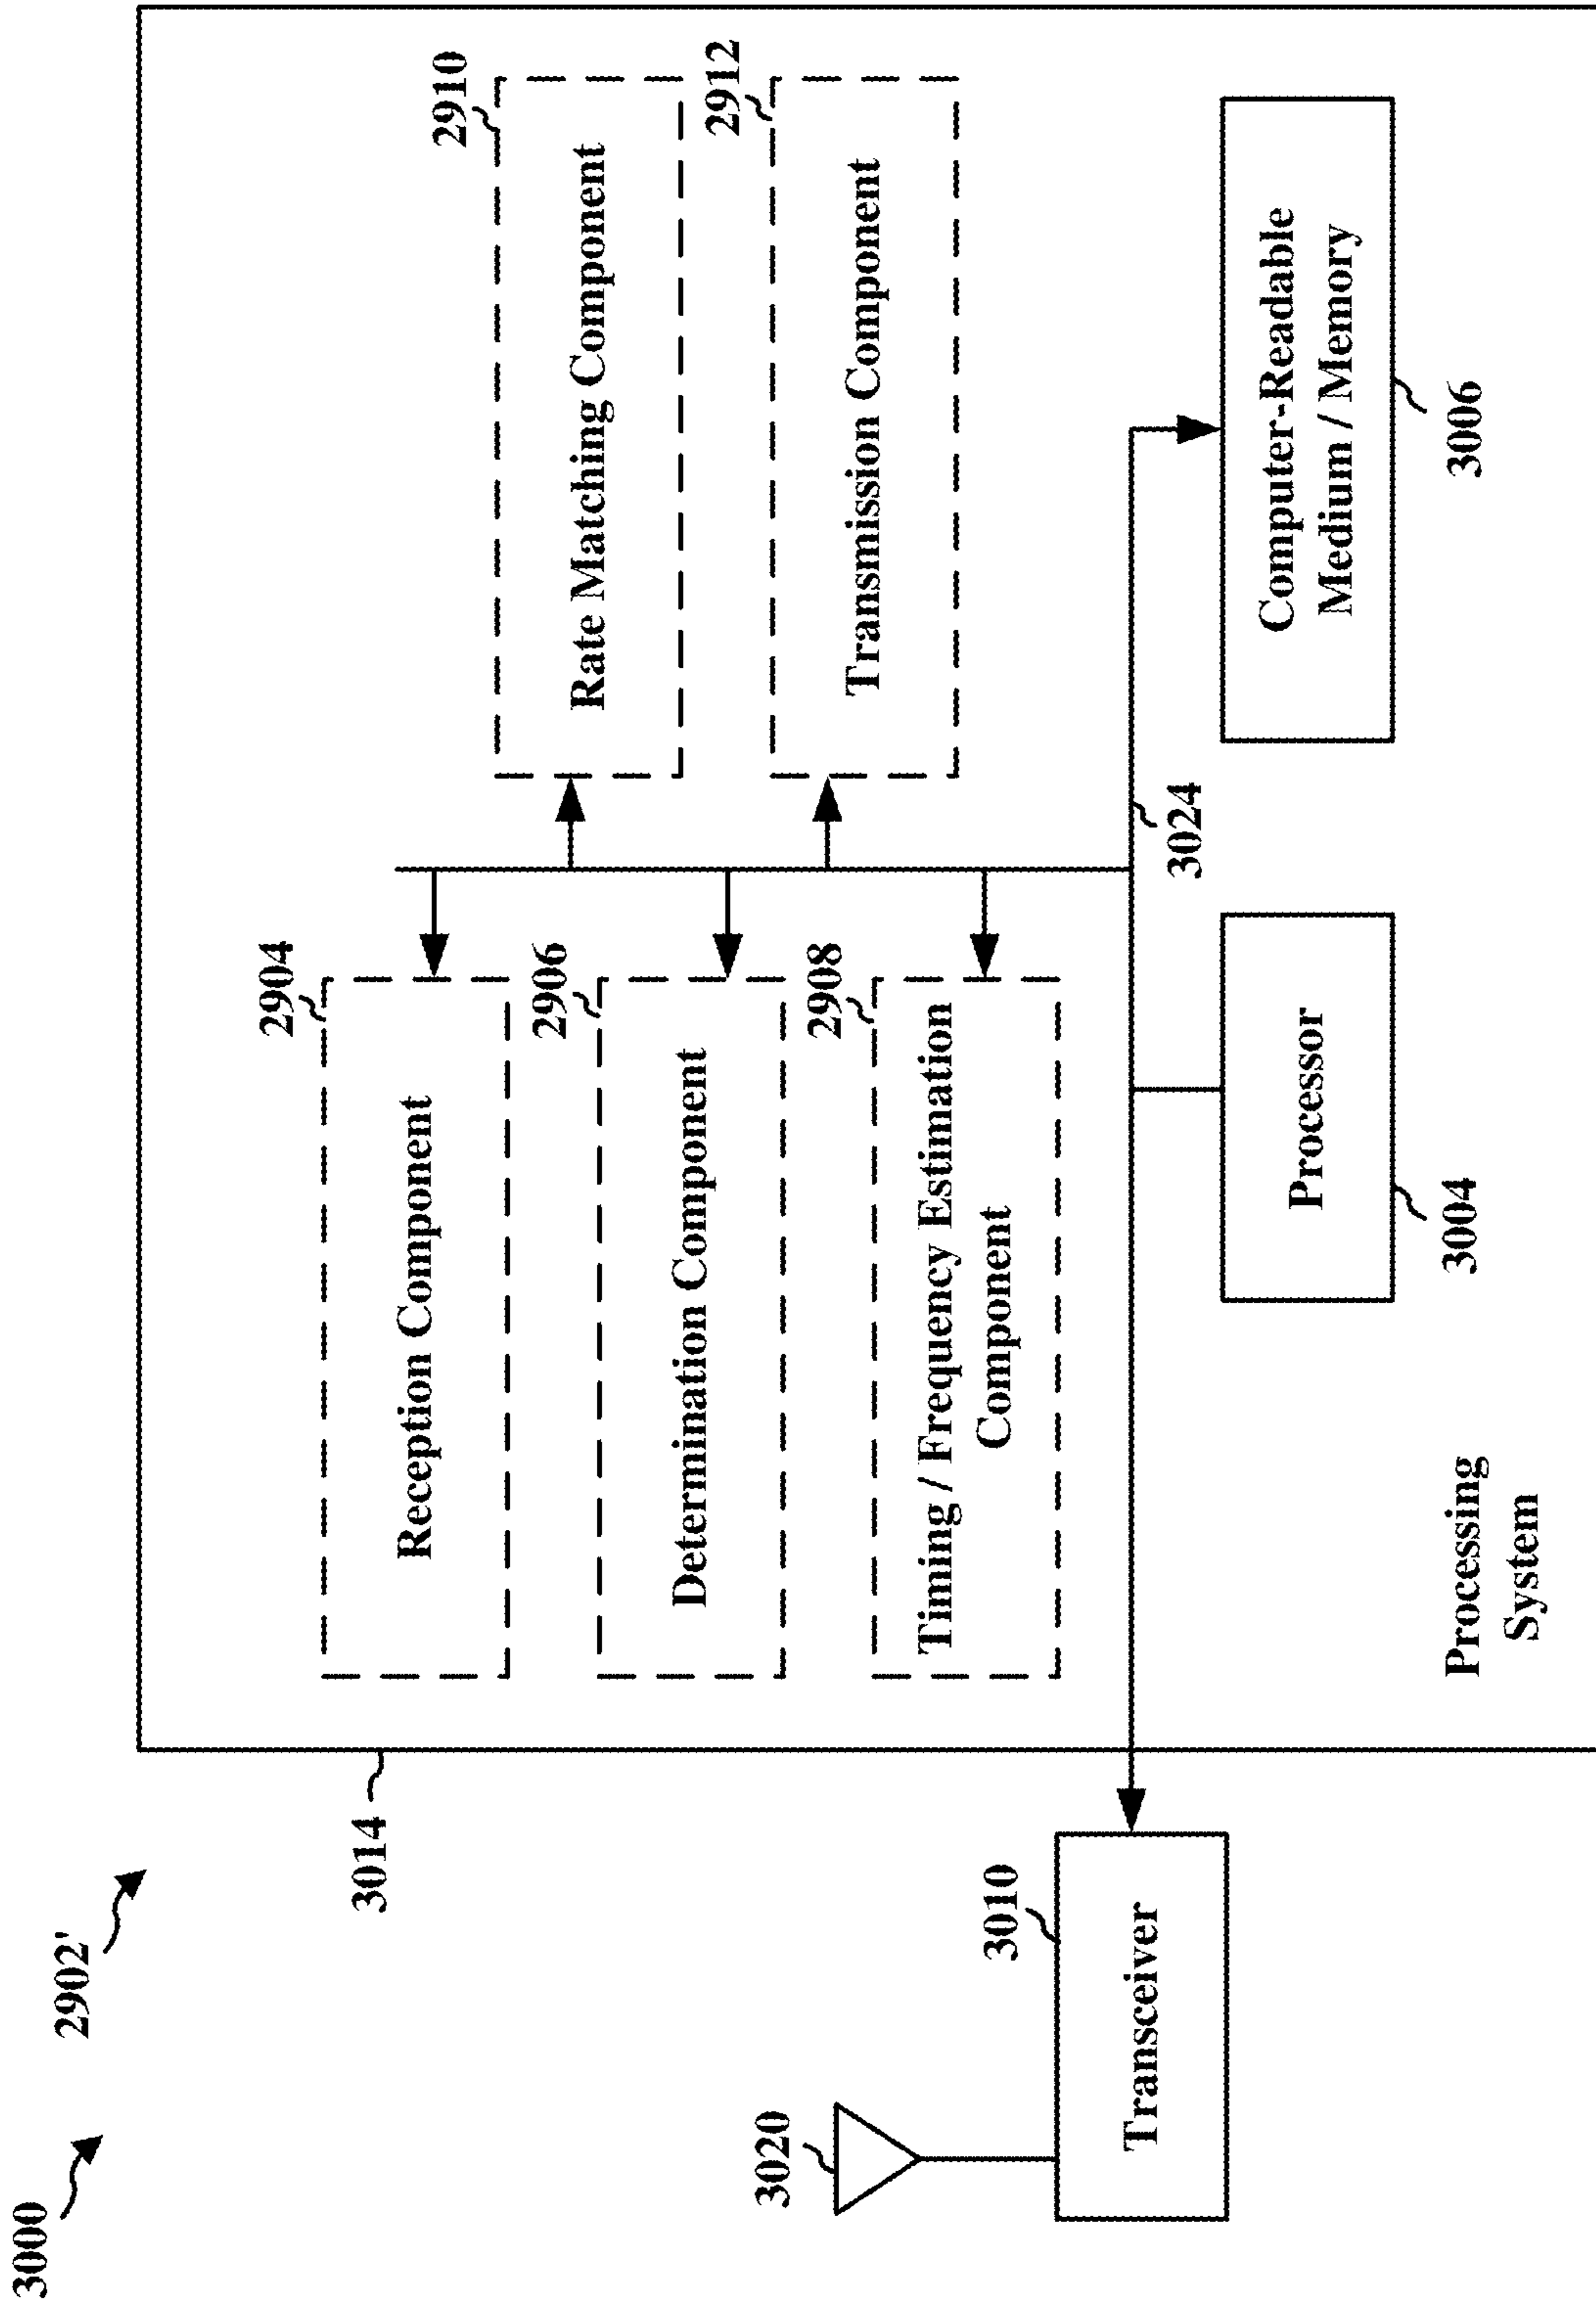 3000
2902'
3014
2904
Reception Component
2906
Determination Component
2908
Timing / Frequency Estimation
Component
2910
Rate Matching Component
2912
Transmission Component
3020
3010
Transceiver
3024
Processor
3004
Computer-Readable
Medium / Memory
3006
Processing
System